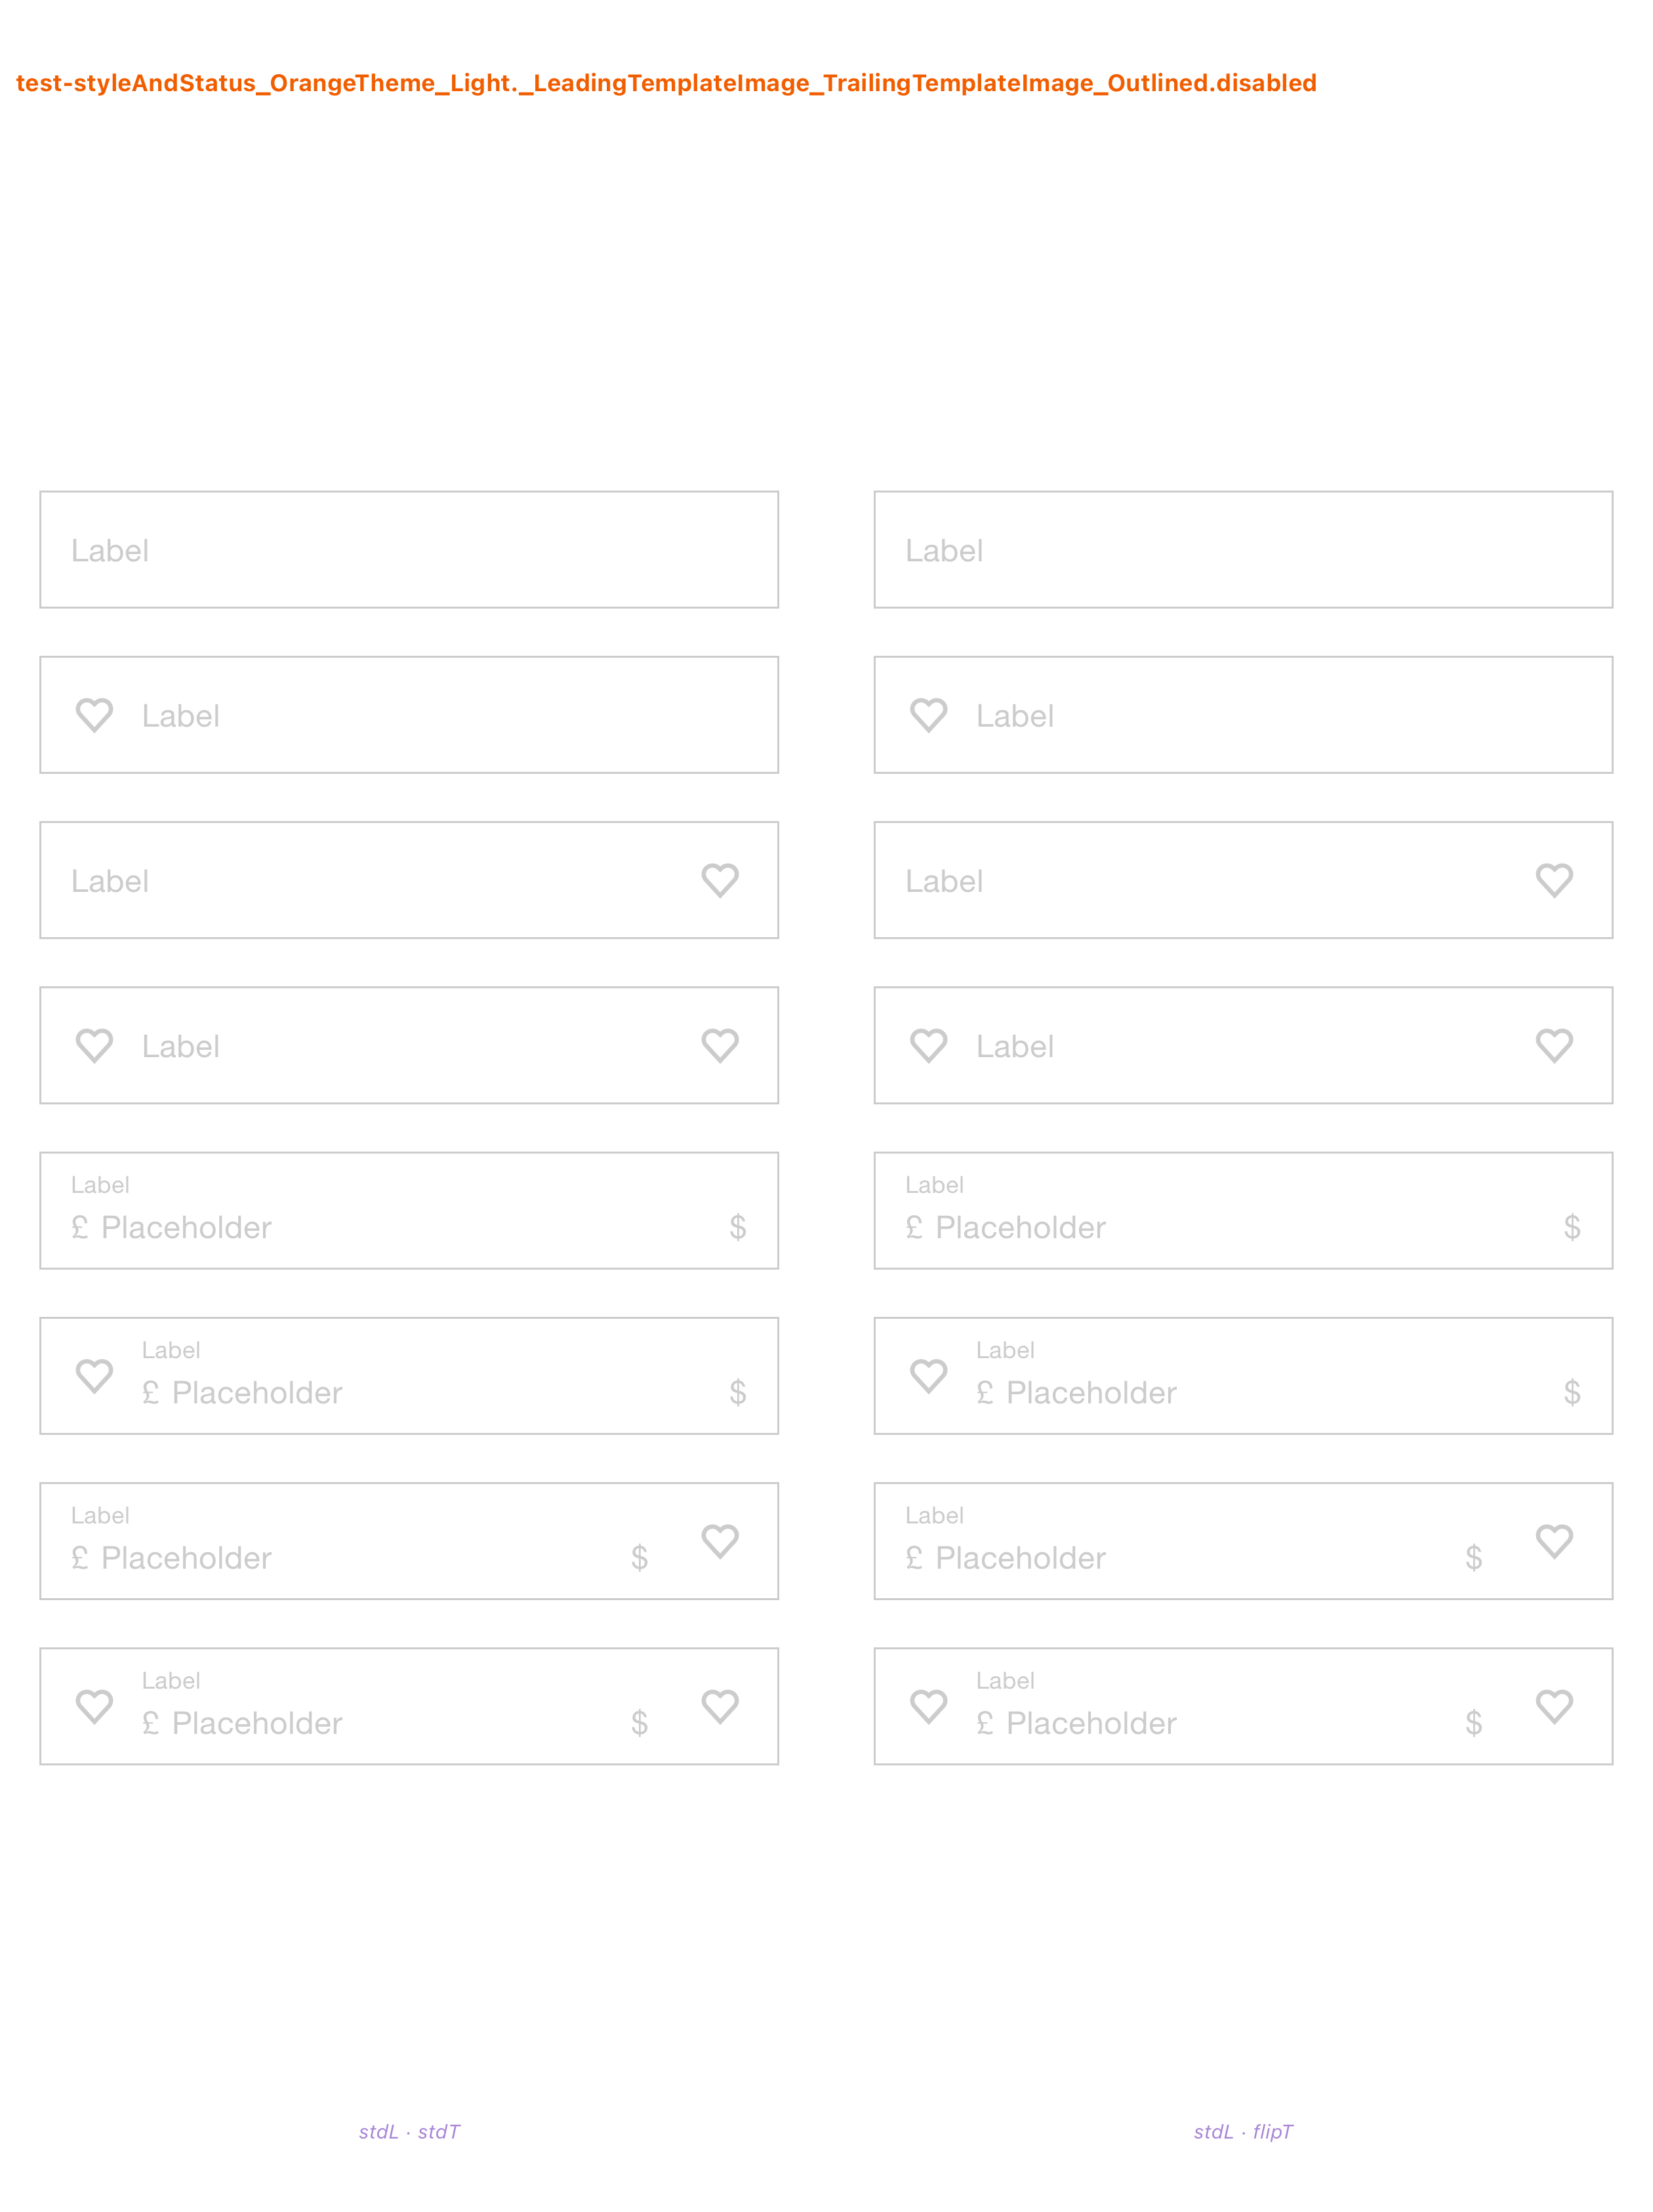 test-styleAndStatus_OrangeTheme_Light._LeadingTemplateImage_TrailingTemplateImage_Outlined.disabled
Label
Label
Label
Label
Label
Label
Label
Label
Label
£ Placeholder $
Label
£ Placeholder $
Label
£ Placeholder $
Label
£ Placeholder $
Label
£ Placeholder $
Label
£ Placeholder $
Label
£ Placeholder $
Label
£ Placeholder $
stdL · stdT
stdL · flipT